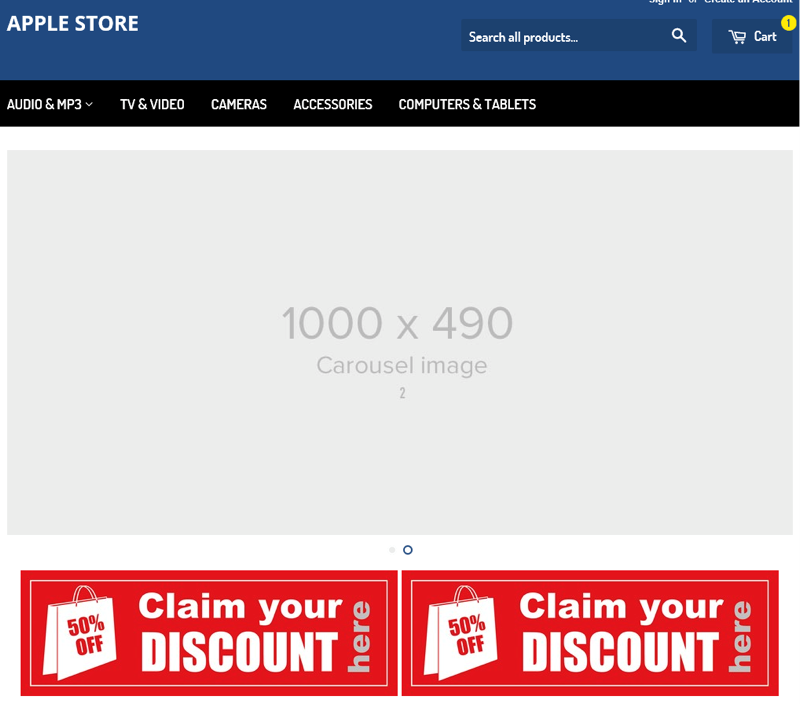 Sign in or Create an Account
APPLE STORE
Search all products...
Cart
1
AUDIO & MP3
TV & VIDEO
CAMERAS
ACCESSORIES
COMPUTERS & TABLETS
1000 x 490
Carousel image
2
50%
OFF
Claim your
DISCOUNT
here
50%
OFF
Claim your
DISCOUNT
here